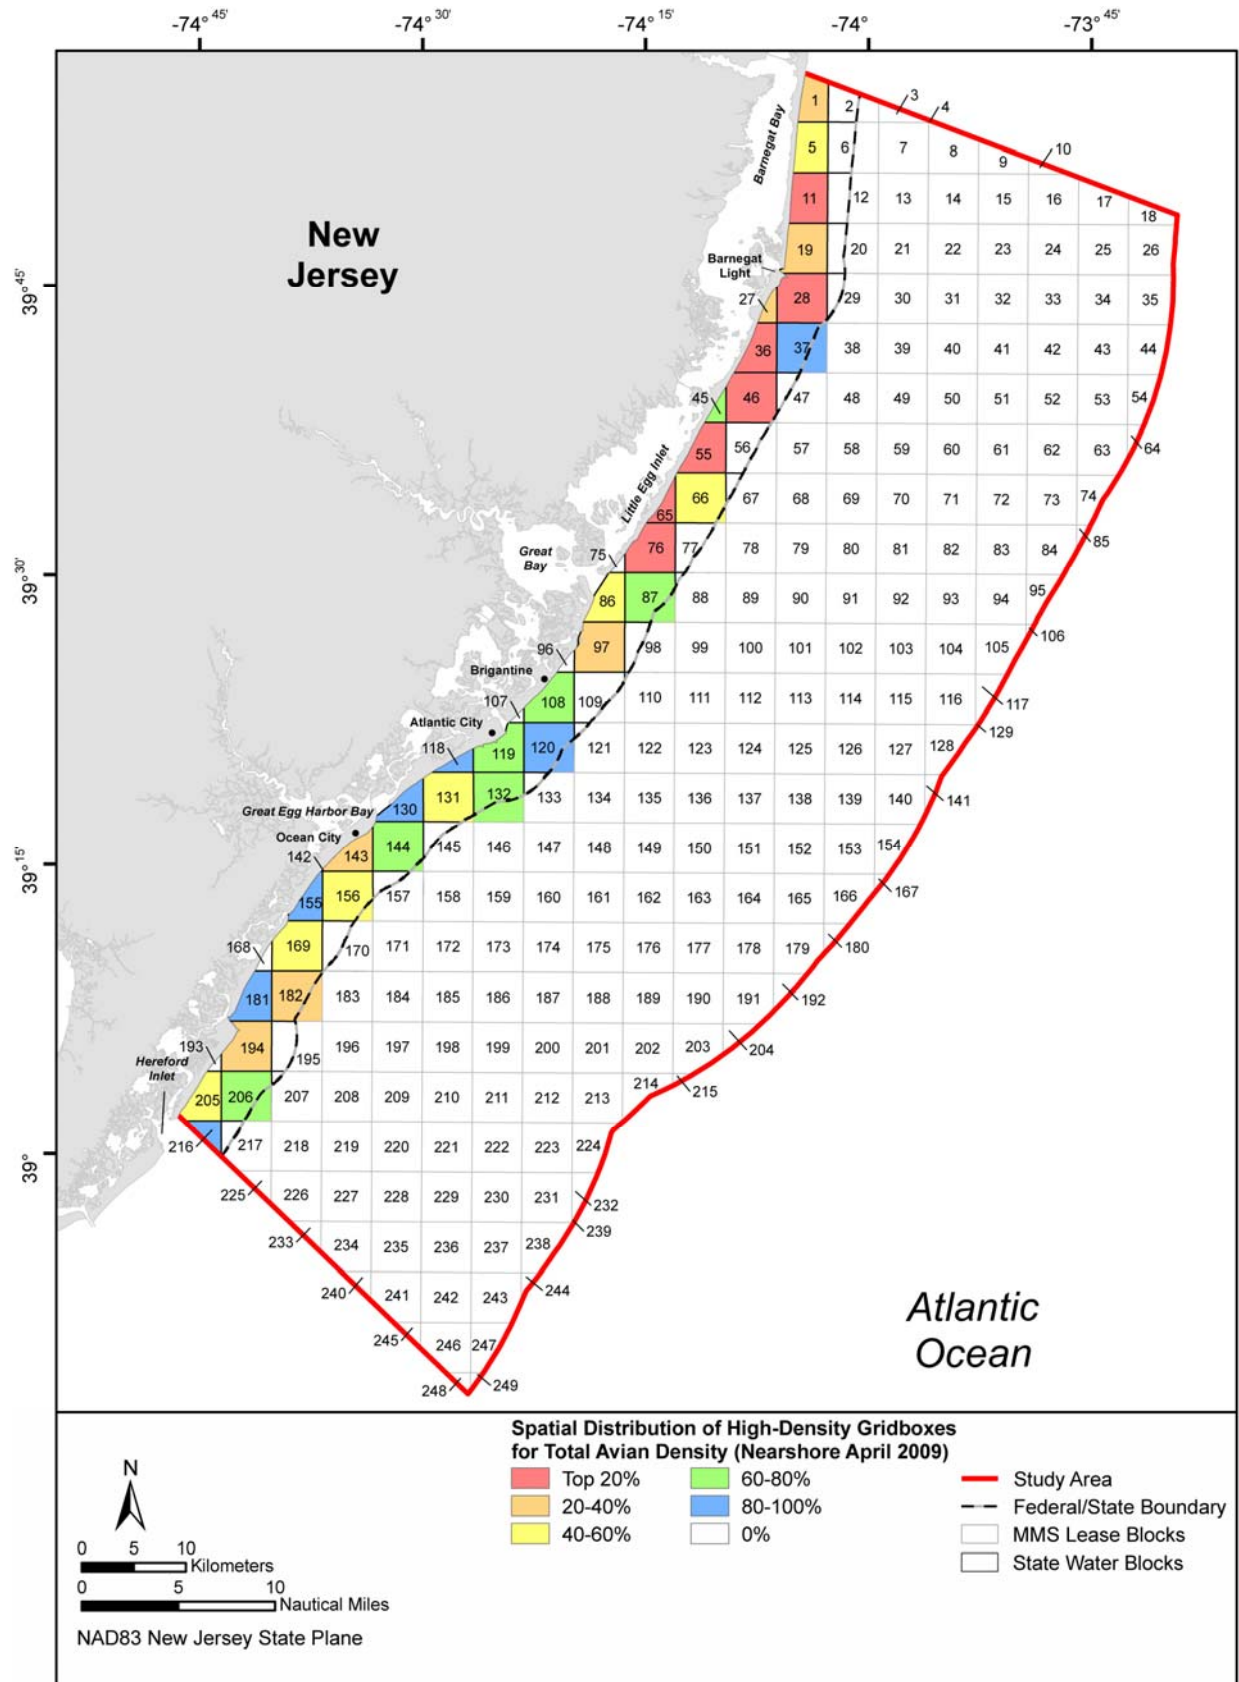 -74° 45'
-74° 30'
-74° 15'
-74°
-73° 45'
39° 45'
39° 30'
39° 15'
39°
New
Jersey
Barnegat Bay
Barnegat
Light
Little Egg Inlet
Great
Bay
Brigantine
Atlantic City
Great Egg Harbor Bay
Ocean City
Hereford
Inlet
Atlantic
Ocean
1 2 3 4
5 6 7 8 9 10
11 12 13 14 15 16 17 18
19 20 21 22 23 24 25 26
27 28 29 30 31 32 33 34 35
36 37 38 39 40 41 42 43 44
45 46 47 48 49 50 51 52 53 54
55 56 57 58 59 60 61 62 63 64
65 66 67 68 69 70 71 72 73 74
75 76 77 78 79 80 81 82 83 84 85
86 87 88 89 90 91 92 93 94 95
96 97 98 99 100 101 102 103 104 105 106
107 108 109 110 111 112 113 114 115 116 117
118 119 120 121 122 123 124 125 126 127 128 129
130 131 132 133 134 135 136 137 138 139 140 141
142 143 144 145 146 147 148 149 150 151 152 153 154
155 156 157 158 159 160 161 162 163 164 165 166 167
168 169 170 171 172 173 174 175 176 177 178 179 180
181 182 183 184 185 186 187 188 189 190 191 192
193 194 195 196 197 198 199 200 201 202 203 204
205 206 207 208 209 210 211 212 213 214 215
216 217 218 219 220 221 222 223 224
225 226 227 228 229 230 231 232
233 234 235 236 237 238 239
240 241 242 243 244
245 246 247
248 249
Spatial Distribution of High-Density Gridboxes
for Total Avian Density (Nearshore April 2009)
Top 20%
20-40%
40-60%
60-80%
80-100%
0%
Study Area
Federal/State Boundary
MMS Lease Blocks
State Water Blocks
N
0 5 10
Kilometers
0 5 10
Nautical Miles
NAD83 New Jersey State Plane